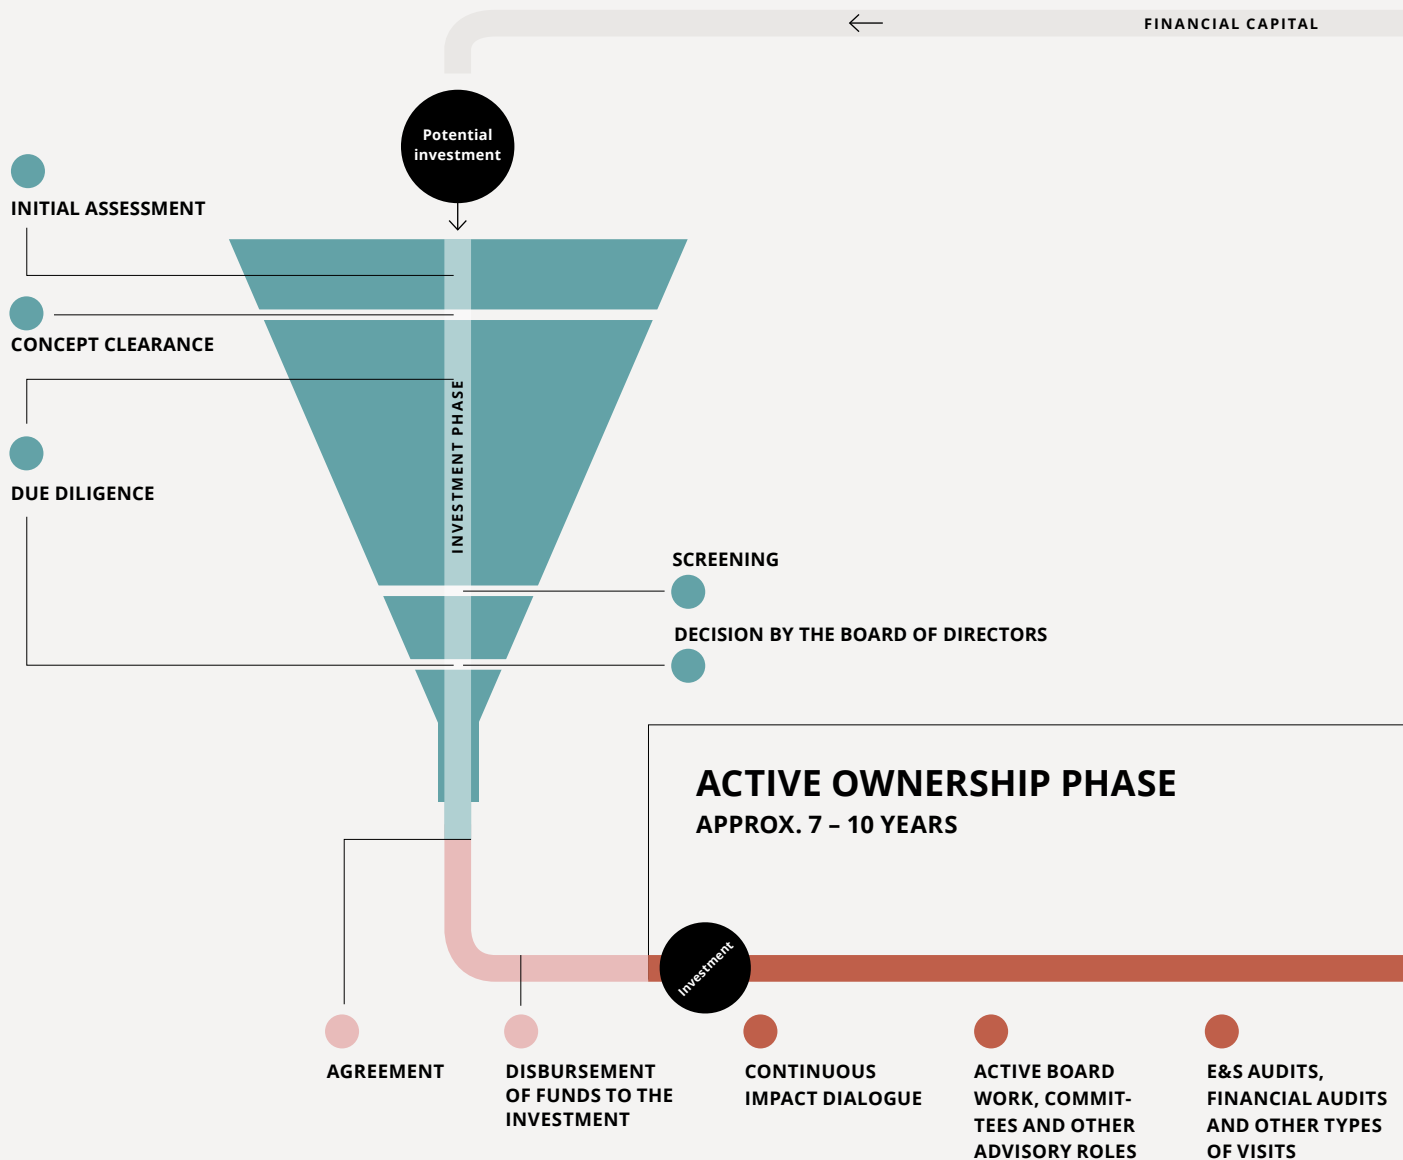 FINANCIAL CAPITAL
Potential
investment
INITIAL ASSESSMENT
CONCEPT CLEARANCE
INVESTMENT PHASE
DUE DILIGENCE
SCREENING
DECISION BY THE BOARD OF DIRECTORS
ACTIVE OWNERSHIP PHASE
APPROX. 7 – 10 YEARS
Investment
AGREEMENT
DISBURSEMENT
OF FUNDS TO THE
INVESTMENT
CONTINUOUS
IMPACT DIALOGUE
ACTIVE BOARD
WORK, COMMIT-
TEES AND OTHER
ADVISORY ROLES
E&S AUDITS,
FINANCIAL AUDITS
AND OTHER TYPES
OF VISITS